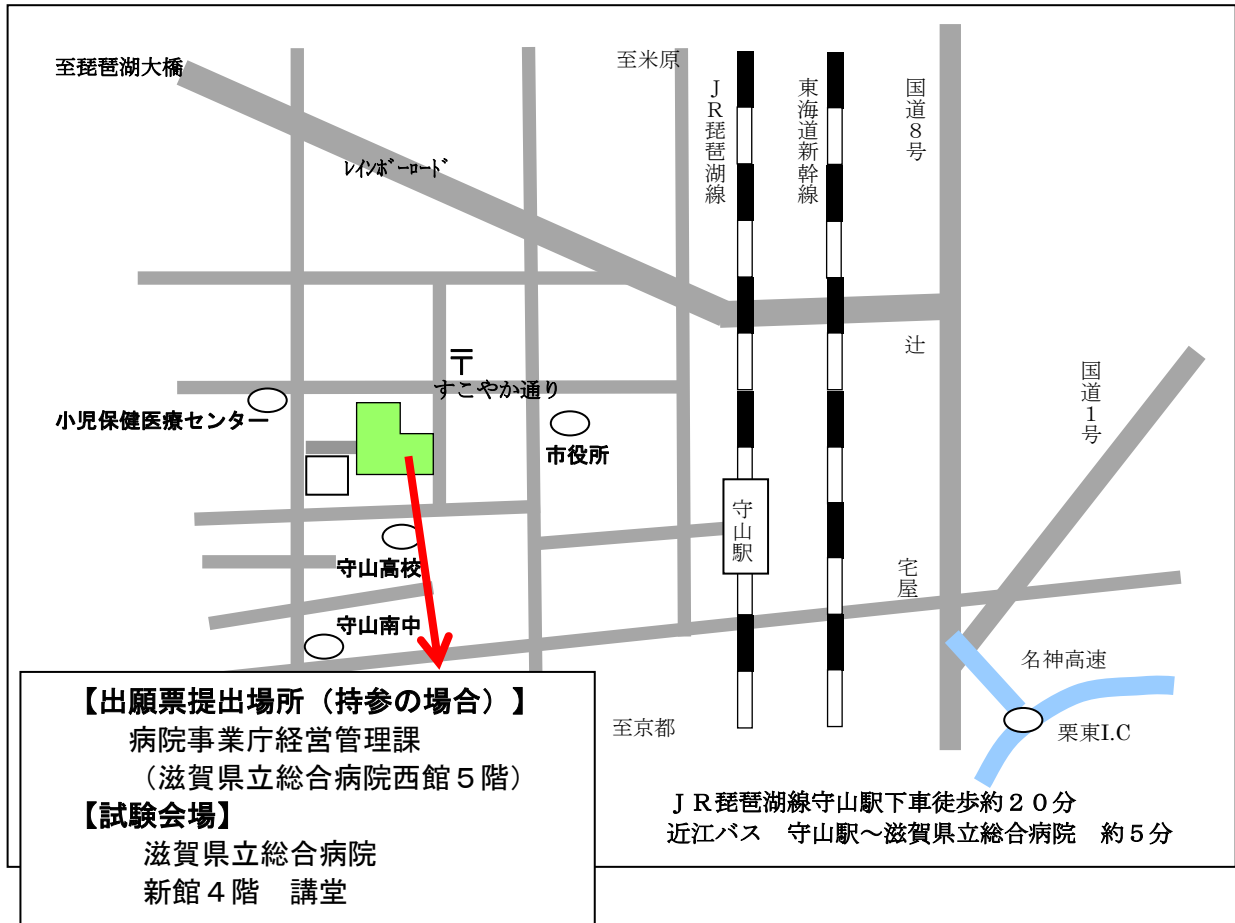 至米原
至琵琶湖大橋
ＪＲ琵琶湖線
東海道新幹線
国道８号
ﾚｲﾝﾎﾞｰﾛｰﾄﾞ
辻
〒
すこやか通り
国道１号
小児保健医療センター
市役所
守山駅
守山高校
宅屋
守山南中
名神高速
至京都
栗東I.C
【出願票提出場所（持参の場合）】
病院事業庁経営管理課
（滋賀県立総合病院西館５階）
【試験会場】
滋賀県立総合病院
新館４階　講堂
ＪＲ琵琶湖線守山駅下車徒歩約２０分
近江バス　守山駅～滋賀県立総合病院　約５分